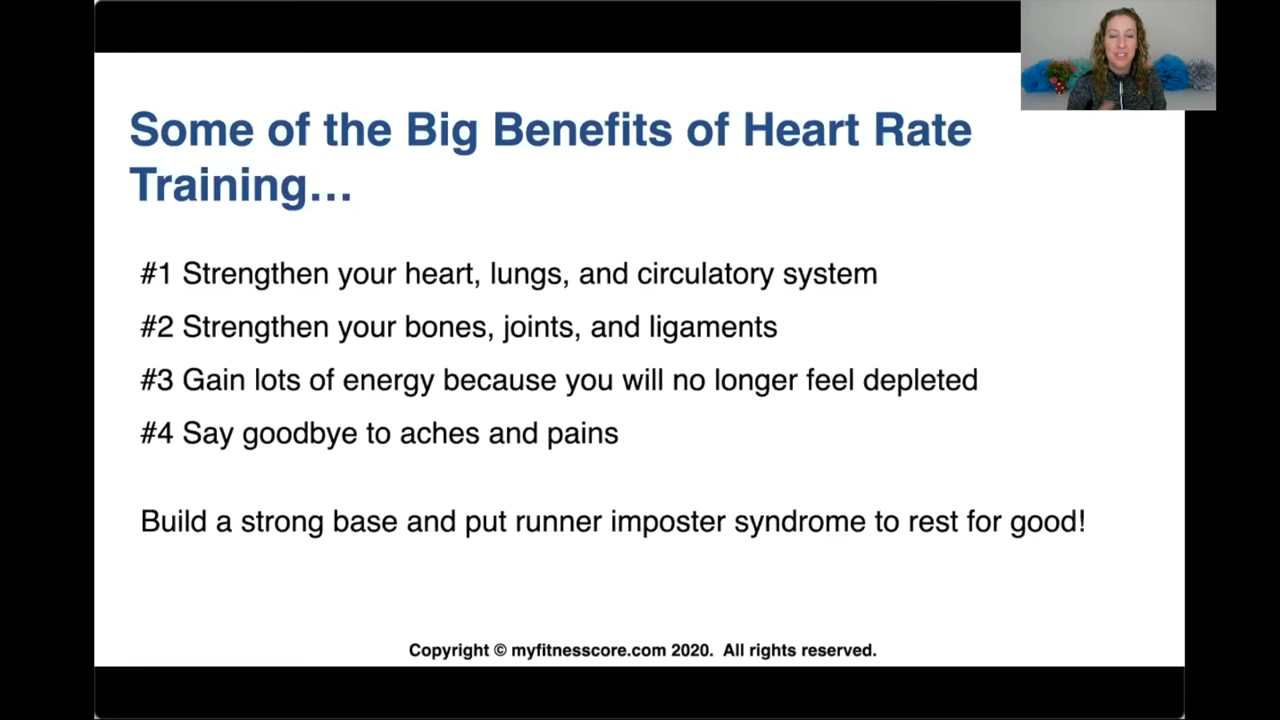 Some of the Big Benefits of Heart Rate
Training…
#1 Strengthen your heart, lungs, and circulatory system
#2 Strengthen your bones, joints, and ligaments
#3 Gain lots of energy because you will no longer feel depleted
#4 Say goodbye to aches and pains
Build a strong base and put runner imposter syndrome to rest for good!
Copyright © myfitnesscore.com 2020.  All rights reserved.